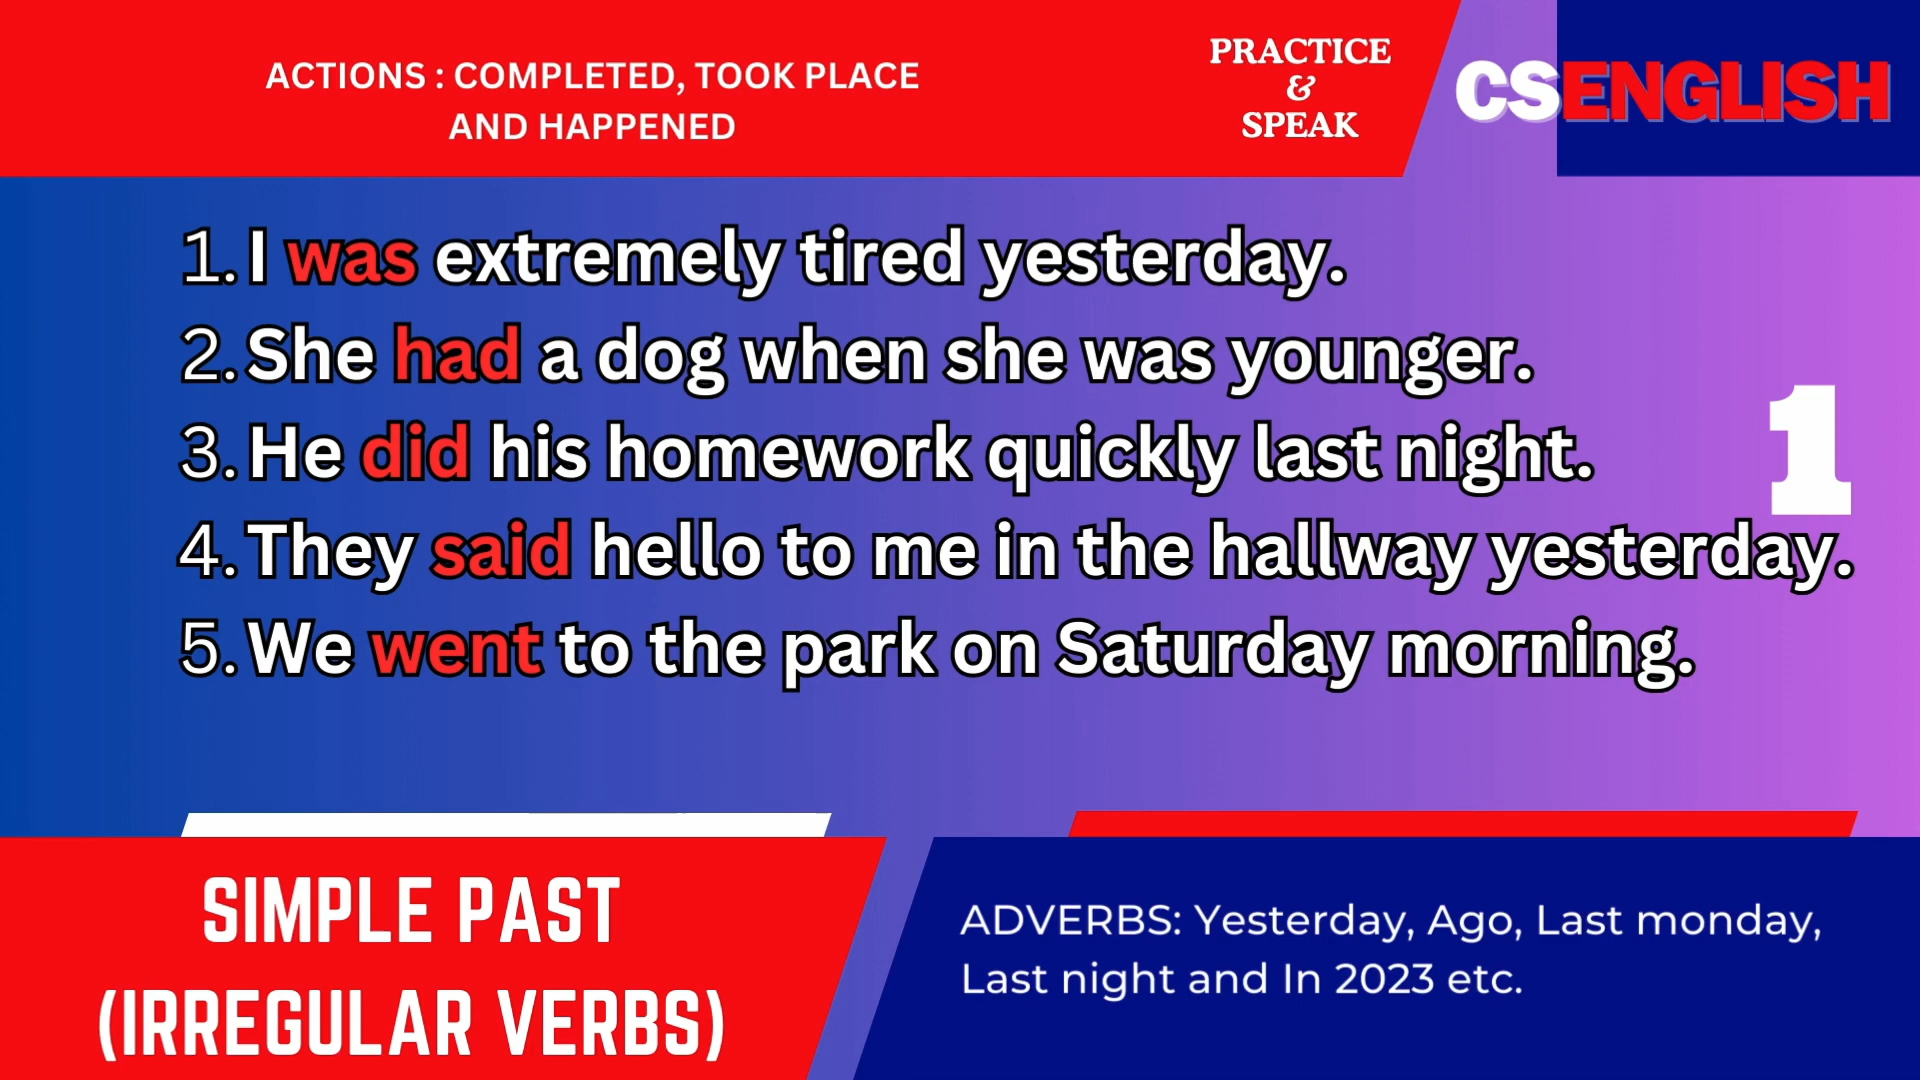 ACTIONS : COMPLETED, TOOK PLACE
AND HAPPENED
PRACTICE
&
SPEAK
CSENGLISH
1. I was extremely tired yesterday.
2. She had a dog when she was younger.
3. He did his homework quickly last night.
1
4. They said hello to me in the hallway yesterday.
5. We went to the park on Saturday morning.
SIMPLE PAST
(IRREGULAR VERBS)
ADVERBS: Yesterday, Ago, Last monday,
Last night and In 2023 etc.